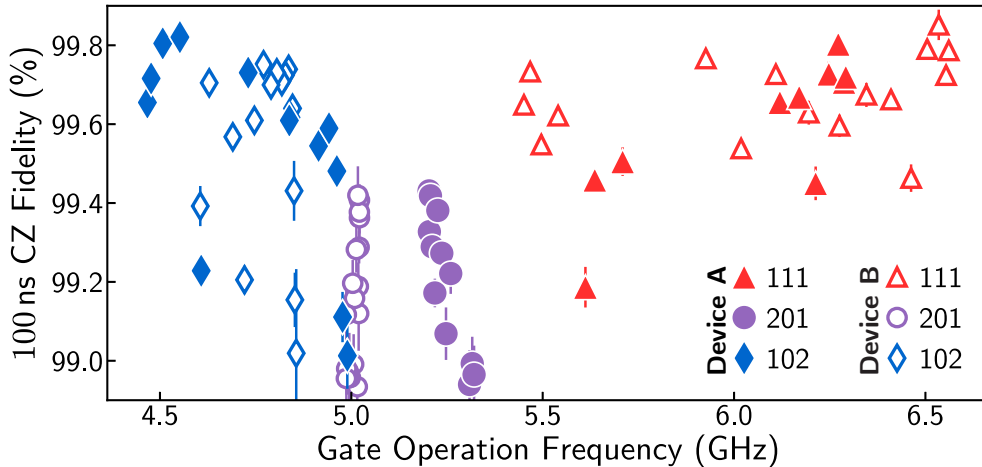 100 ns CZ Fidelity (%)
99.8
99.6
99.4
99.2
99.0
4.5 5.0 5.5 6.0 6.5
Gate Operation Frequency (GHz)
Device A
111
201
102
Device B
111
201
102